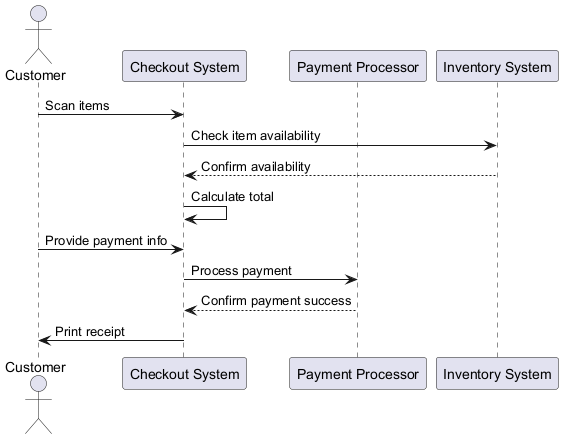 Customer
Checkout System
Payment Processor
Inventory System
Scan items
Check item availability
Confirm availability
Calculate total
Provide payment info
Process payment
Confirm payment success
Print receipt
Customer
Checkout System
Payment Processor
Inventory System